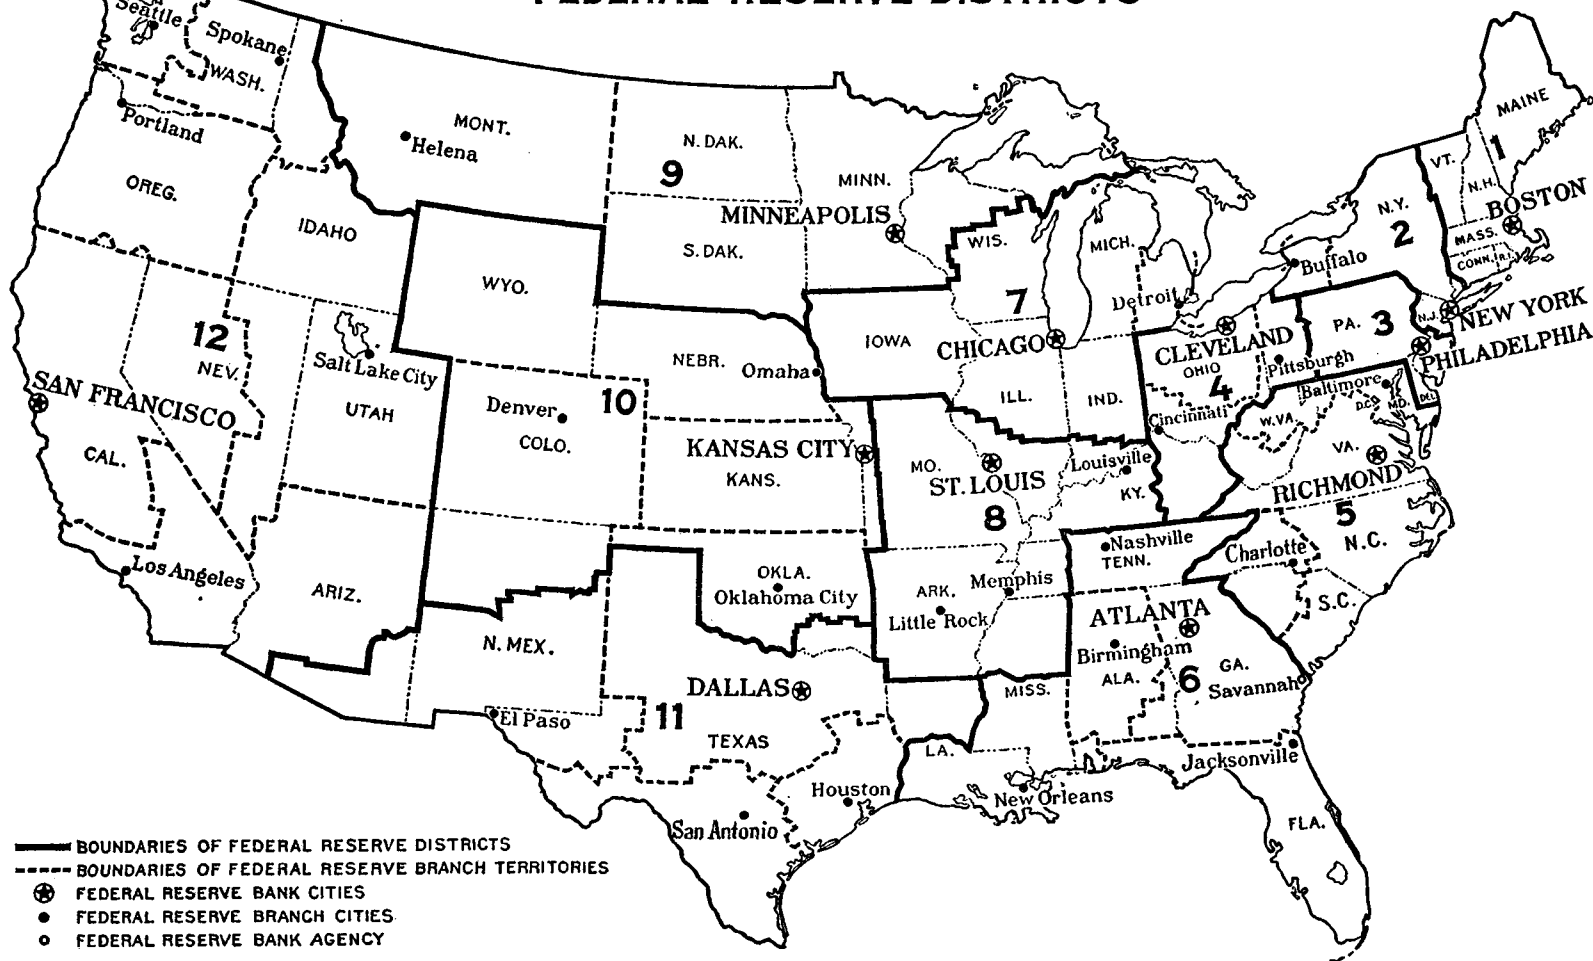 FEDERAL RESERVE DISTRICTS
Seattle
Spokane
WASH.
Portland
OREG.
IDAHO
MONT.
Helena
N. DAK.
9
MINN.
MINNEAPOLIS
S. DAK.
WYO.
WIS.
MICH.
7
Detroit
IOWA
CHICAGO
ILL.
IND.
MAINE
VT.
1
N.H.
BOSTON
MASS.
CONN.
R.I.
N.Y.
2
Buffalo
NEW YORK
N.J.
PA.
3
PHILADELPHIA
CLEVELAND
OHIO
4
Pittsburgh
Cincinnati
Baltimore
D.C.
MD.
DEL.
W.VA.
VA.
RICHMOND
5
N.C.
Charlotte
S.C.
12
NEV.
Salt Lake City
UTAH
SAN FRANCISCO
CAL.
Los Angeles
ARIZ.
NEBR.
Omaha
Denver
10
COLO.
KANSAS CITY
KANS.
MO.
ST. LOUIS
8
Louisville
KY.
Nashville
TENN.
Memphis
ARK.
Little Rock
OKLA.
Oklahoma City
N. MEX.
El Paso
DALLAS
11
TEXAS
Houston
San Antonio
ATLANTA
Birmingham
ALA.
6
GA.
Savannah
MISS.
LA.
New Orleans
Jacksonville
FLA.
BOUNDARIES OF FEDERAL RESERVE DISTRICTS
BOUNDARIES OF FEDERAL RESERVE BRANCH TERRITORIES
FEDERAL RESERVE BANK CITIES
FEDERAL RESERVE BRANCH CITIES
FEDERAL RESERVE BANK AGENCY